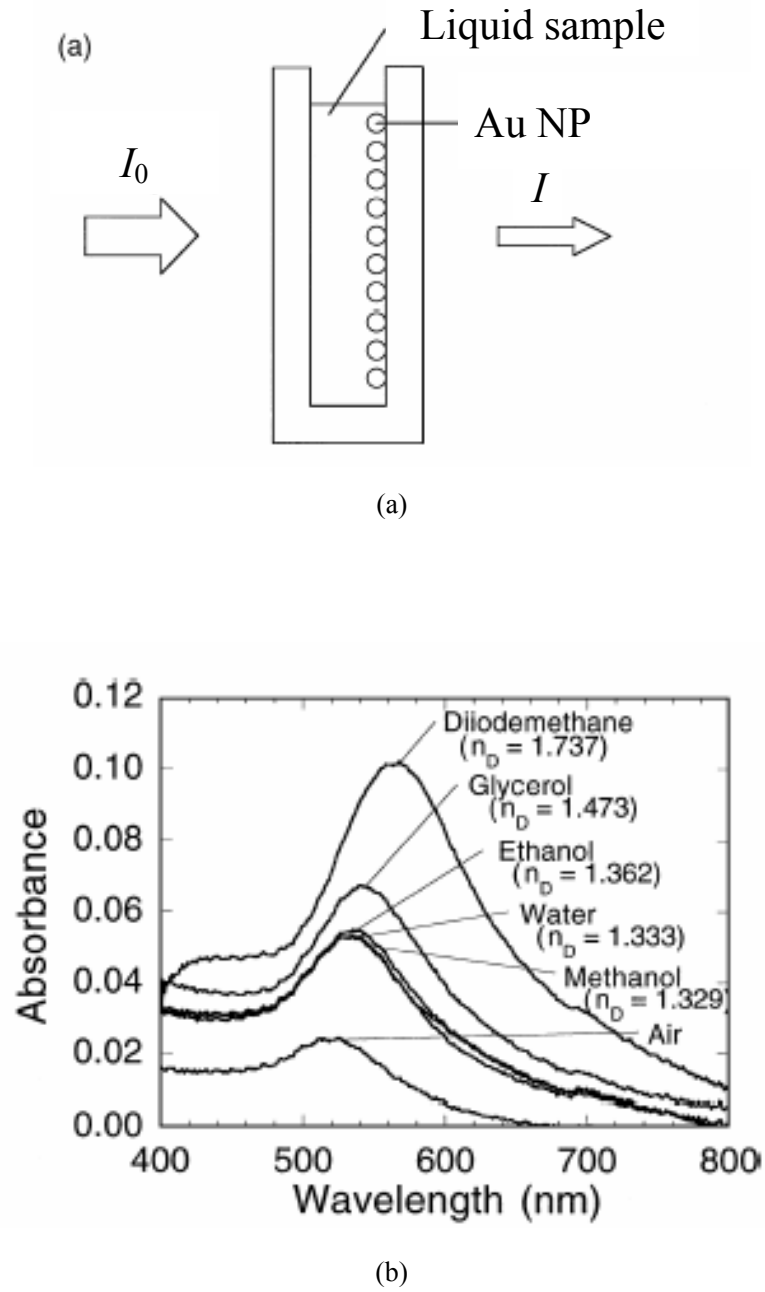 (a)
Liquid sample
Au NP
I0
I
(a)
0.12
0.10
0.08
0.06
0.04
0.02
0.00
Absorbance
Diiodemethane
(nD = 1.737)
Glycerol
(nD = 1.473)
Ethanol
(nD = 1.362)
Water
(nD = 1.333)
Methanol
(nD = 1.329)
Air
400 500 600 700 800
Wavelength (nm)
(b)